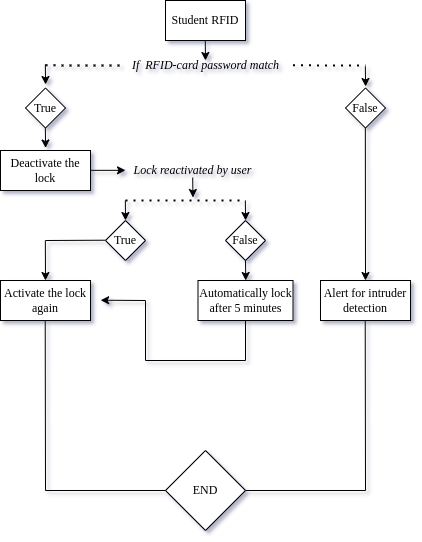 Student RFID
If RFID-card password match
True
False
Deactivate the
lock
Lock reactivated by user
True
False
Activate the lock
again
Automatically lock
after 5 minutes
Alert for intruder
detection
END